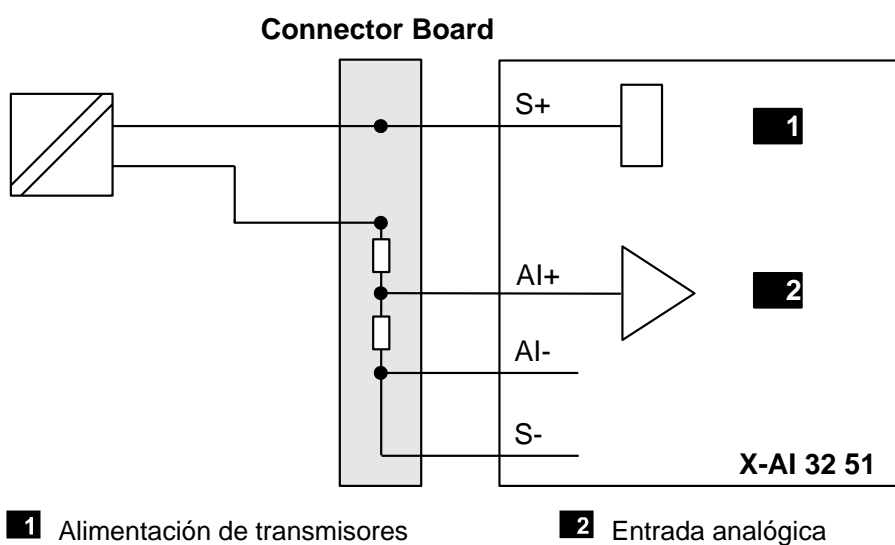 Connector Board
S+
1
AI+
2
AI-
S-
X-AI 32 51
1 Alimentación de transmisores
2 Entrada analógica